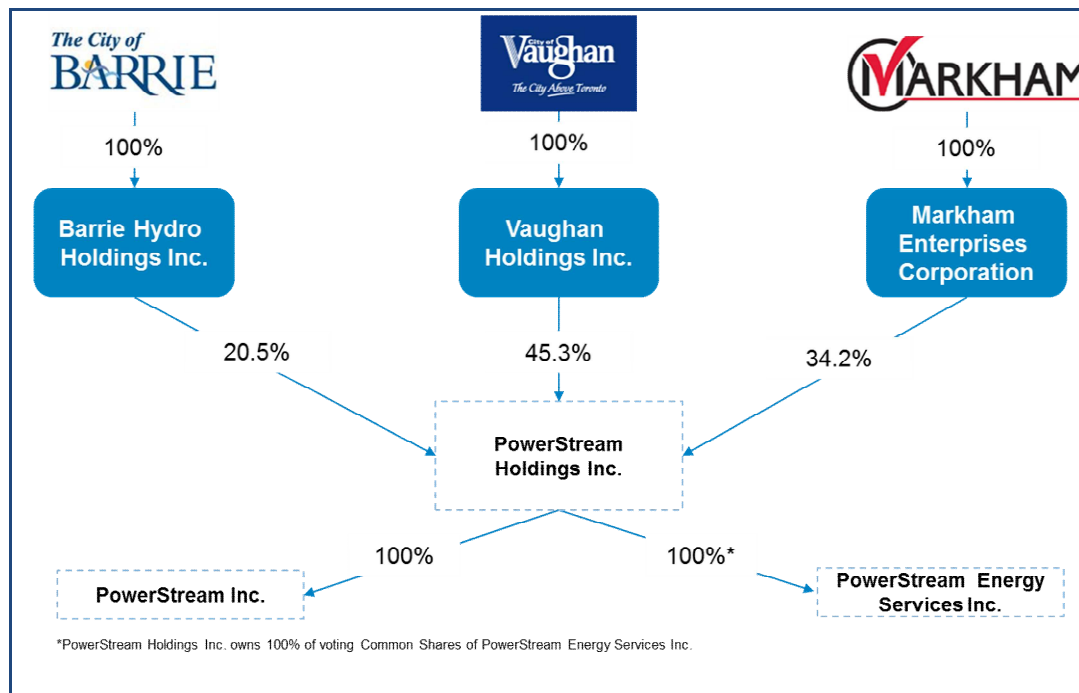 The City of
BARRIE
City of
Vaughan
The City Above Toronto
MARKHAM
100%
100%
100%
Barrie Hydro
Holdings Inc.
Vaughan
Holdings Inc.
Markham
Enterprises
Corporation
20.5%
45.3%
34.2%
PowerStream
Holdings Inc.
100%
100%*
PowerStream Inc.
PowerStream Energy
Services Inc.
*PowerStream Holdings Inc. owns 100% of voting Common Shares of PowerStream Energy Services Inc.